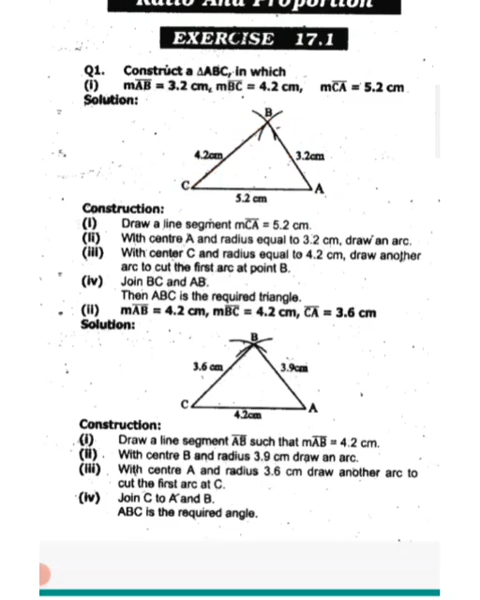 Ratio And Proportion
EXERCISE 17.1
Q1. Construct a ΔABC, in which
(i) mAB = 3.2 cm, mBC = 4.2 cm, mCA = 5.2 cm
Solution:
B
4.2cm 3.2cm
C A
5.2 cm
Construction:
(i) Draw a line segment mCA = 5.2 cm.
(ii) With centre A and radius equal to 3.2 cm, draw an arc.
(iii) With center C and radius equal to 4.2 cm, draw another
arc to cut the first arc at point B.
(iv) Join BC and AB.
Then ABC is the required triangle.
(ii) mAB = 4.2 cm, mBC = 4.2 cm, CA = 3.6 cm
Solution:
B
3.6 cm 3.9cm
C A
4.2cm
Construction:
(i) Draw a line segment AB such that mAB = 4.2 cm.
(ii) With centre B and radius 3.9 cm draw an arc.
(iii) With centre A and radius 3.6 cm draw another arc to
cut the first arc at C.
(iv) Join C to A and B.
ABC is the required angle.